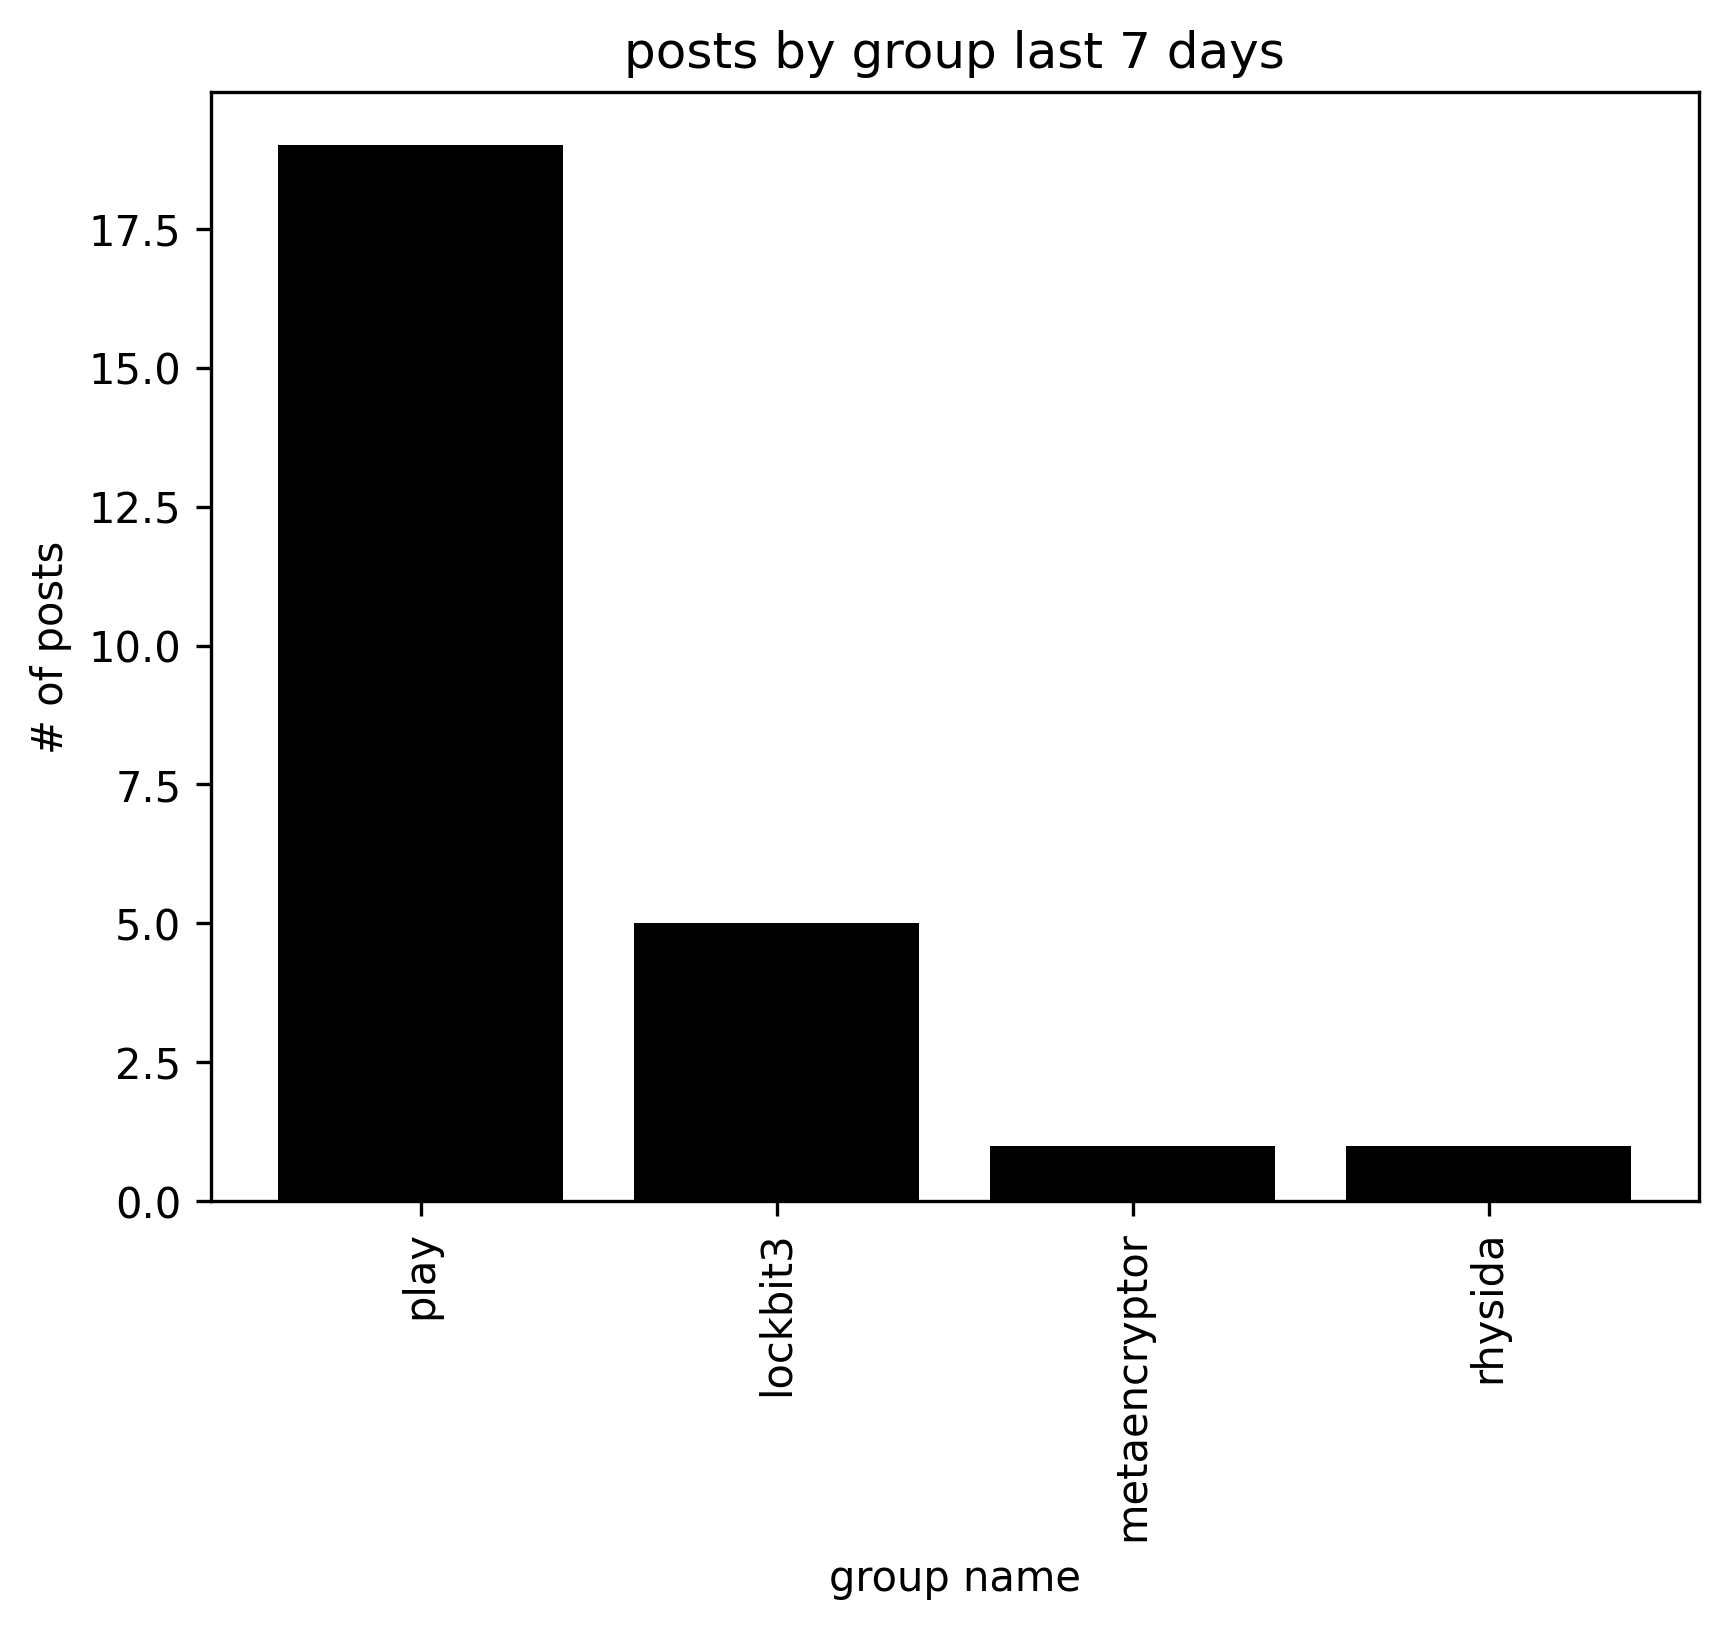 posts by group last 7 days
# of posts
17.5
15.0
12.5
10.0
7.5
5.0
2.5
0.0
play
lockbit3
metaencryptor
rhysida
group name